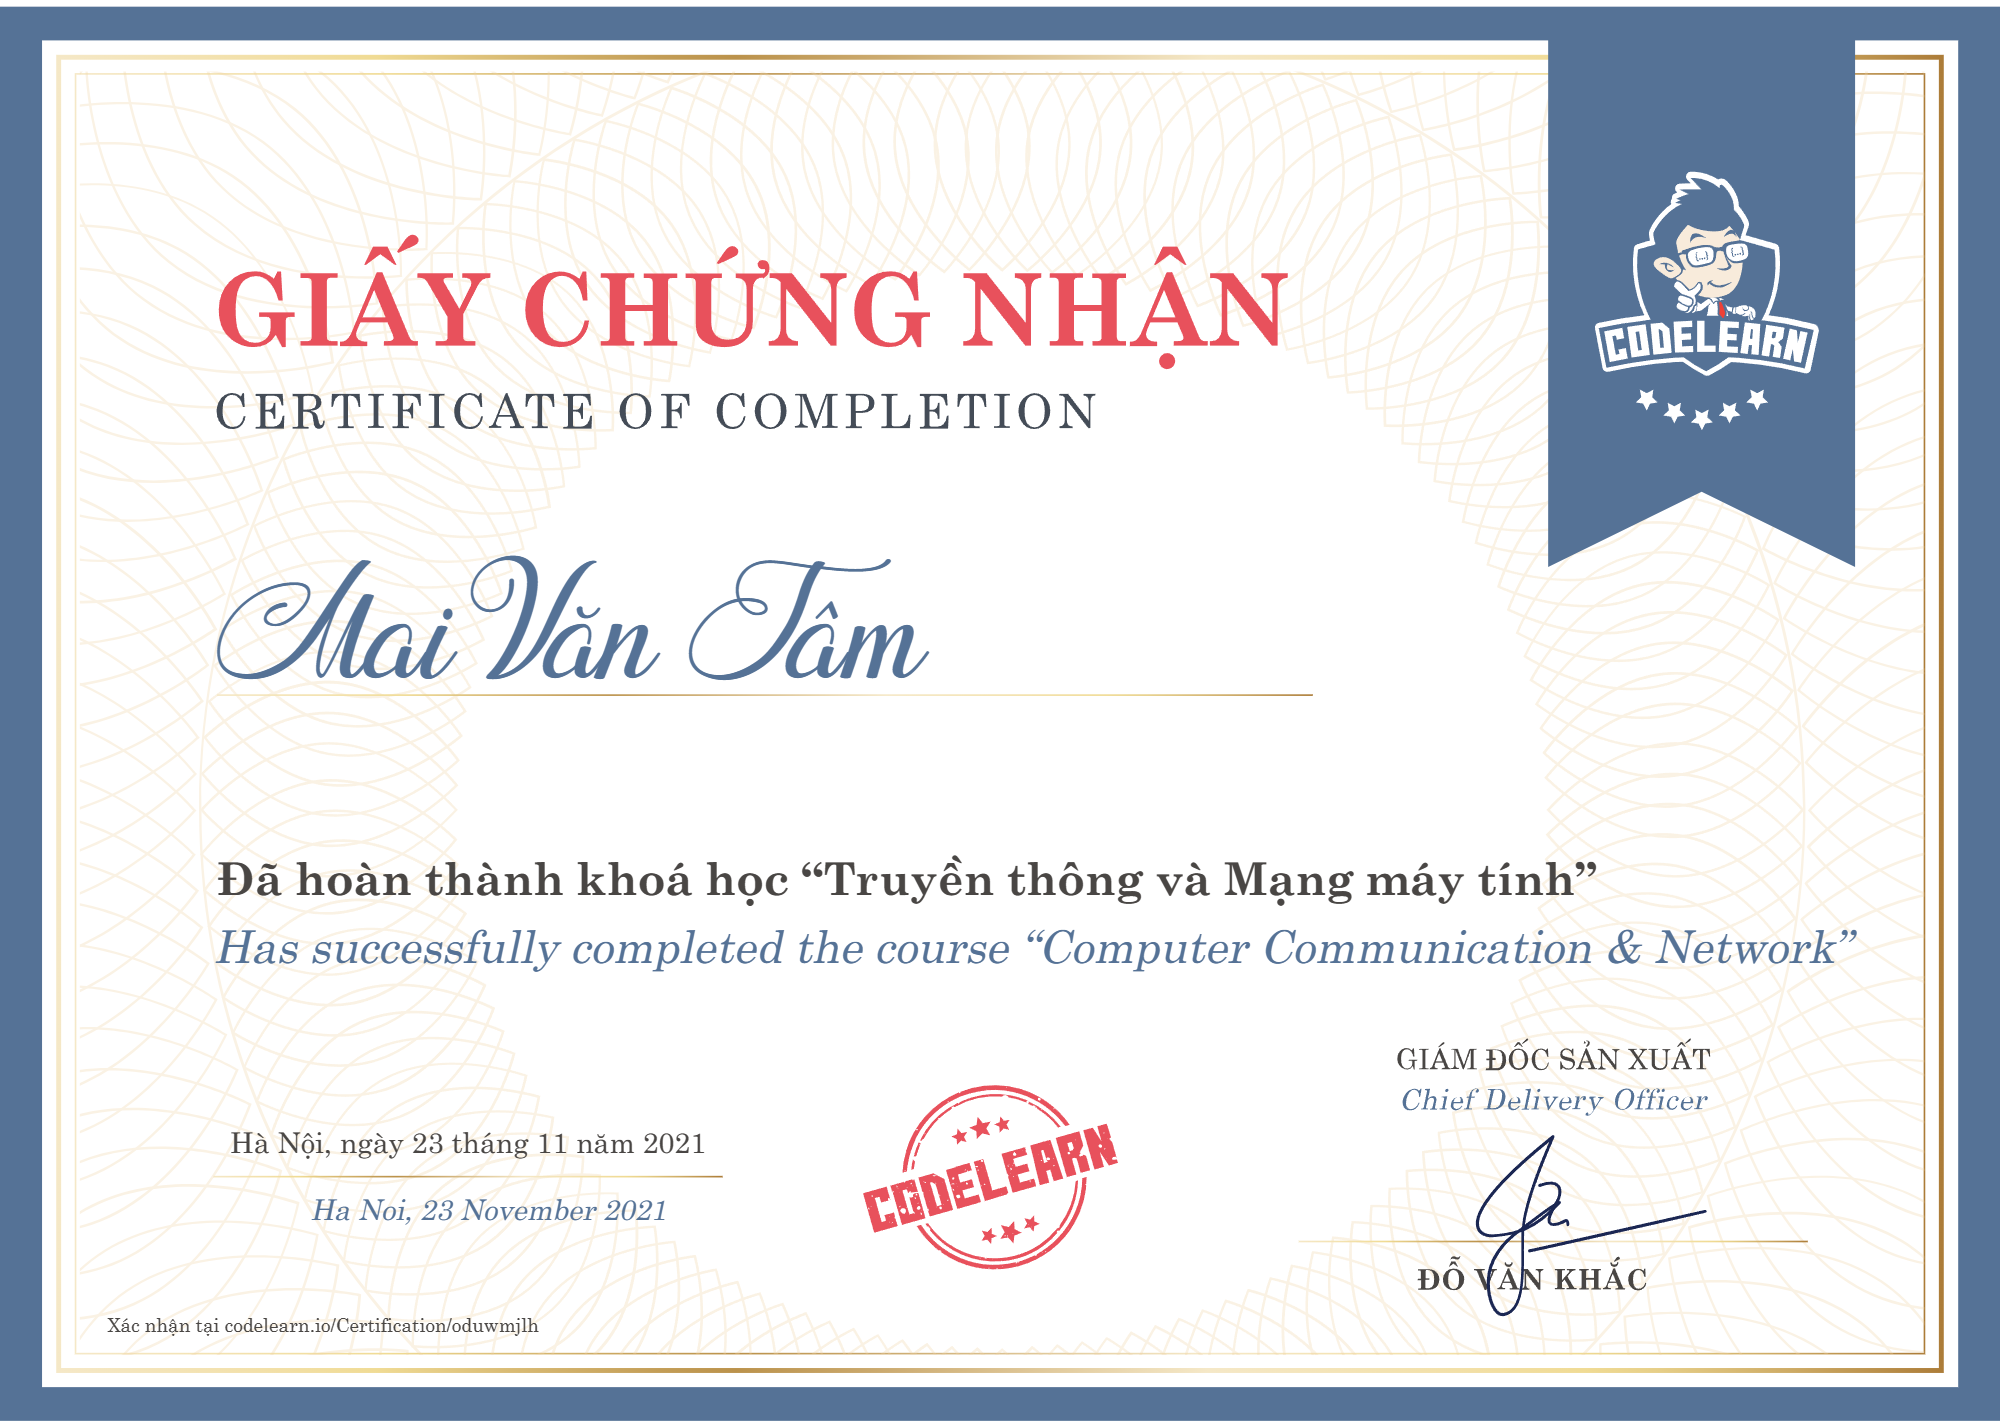 GIẤY CHỨNG NHẬN
CERTIFICATE OF COMPLETION
{...} {...}
CODELEARN
Mai Văn Tâm
Đã hoàn thành khoá học “Truyền thông và Mạng máy tính”
Has successfully completed the course “Computer Communication & Network”
GIÁM ĐỐC SẢN XUẤT
Chief Delivery Officer
Hà Nội, ngày 23 tháng 11 năm 2021
Ha Noi, 23 November 2021
CODELEARN
ĐỖ VĂN KHẮC
Xác nhận tại codelearn.io/Certification/oduwmjlh